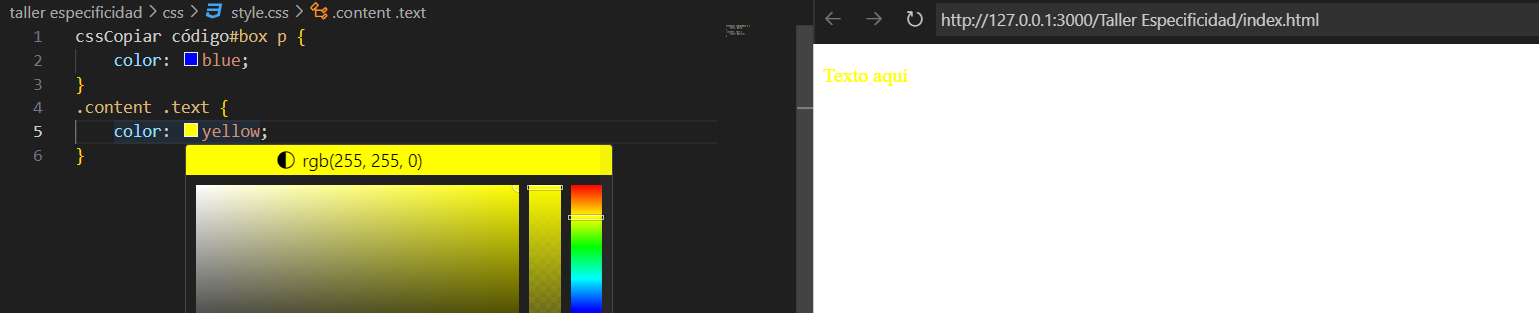 taller especificidad > css > style.css > .content .text
http://127.0.0.1:3000/Taller Especificidad/index.html
1 cssCopiar código#box p {
2 color: blue;
3 }
4 .content .text {
5 color: yellow;
6 }
rgb(255, 255, 0)
Texto aquí